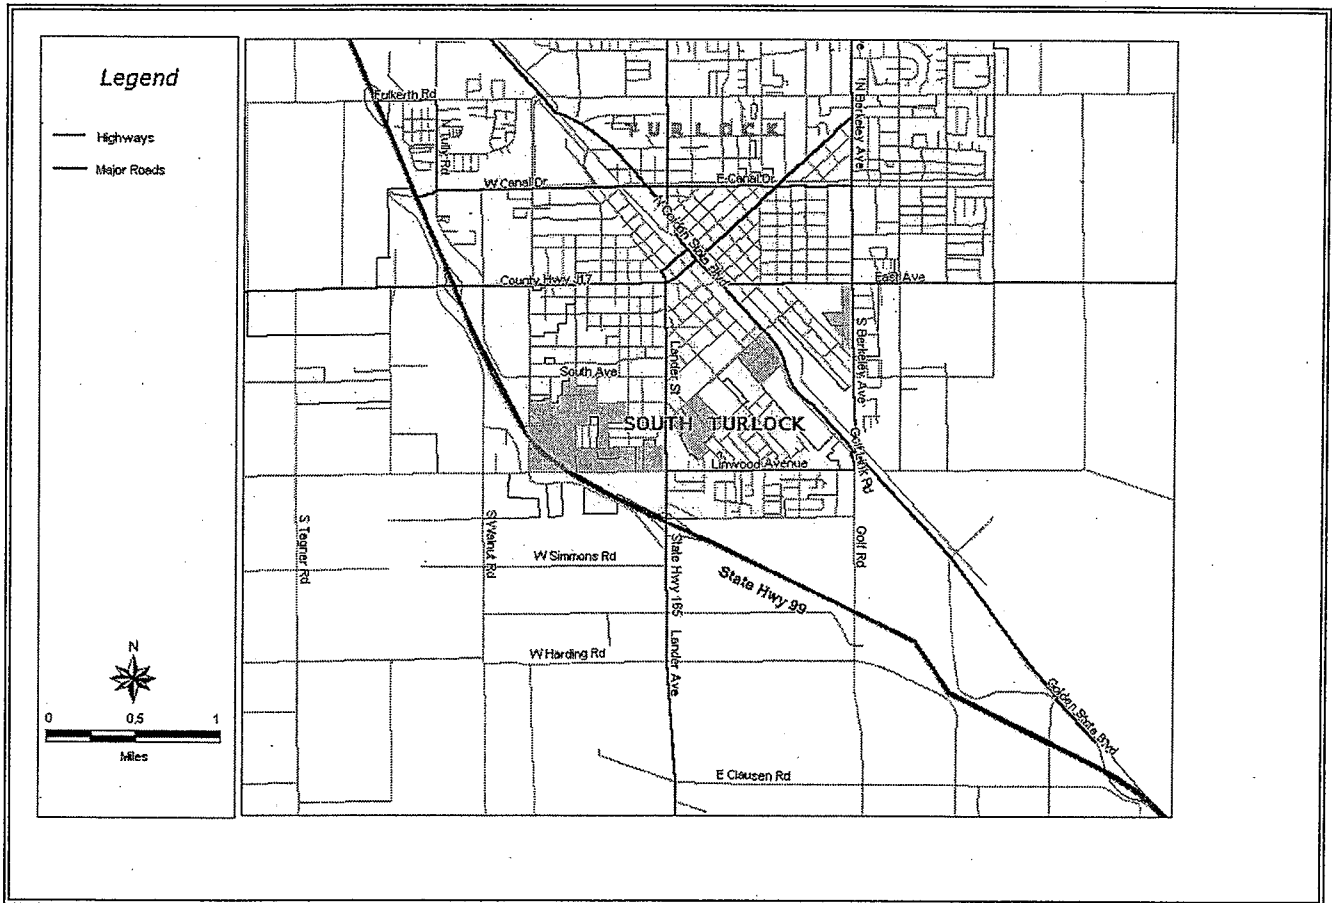 Legend
Highways
Major Roads
N
0 0.5 1
Miles
Fulkerth Rd
N Tully Rd
TURLOCK
N Berkeley Ave
W Canal Dr
E Canal Dr
N Golden State Blvd
County Hwy J17
East Ave
Lander St
S Berkeley Ave
South Ave
SOUTH TURLOCK
Linwood Avenue
Golf Link Rd
S Tegner Rd
S Walnut Rd
W Simmons Rd
State Hwy 165
Golf Rd
State Hwy 99
W Harding Rd
Lander Ave
Golden State Blvd
E Clausen Rd